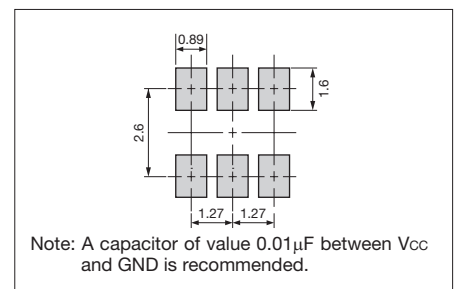 0.89
1.6
2.6
1.27 1.27
Note: A capacitor of value 0.01μF between Vcc
and GND is recommended.